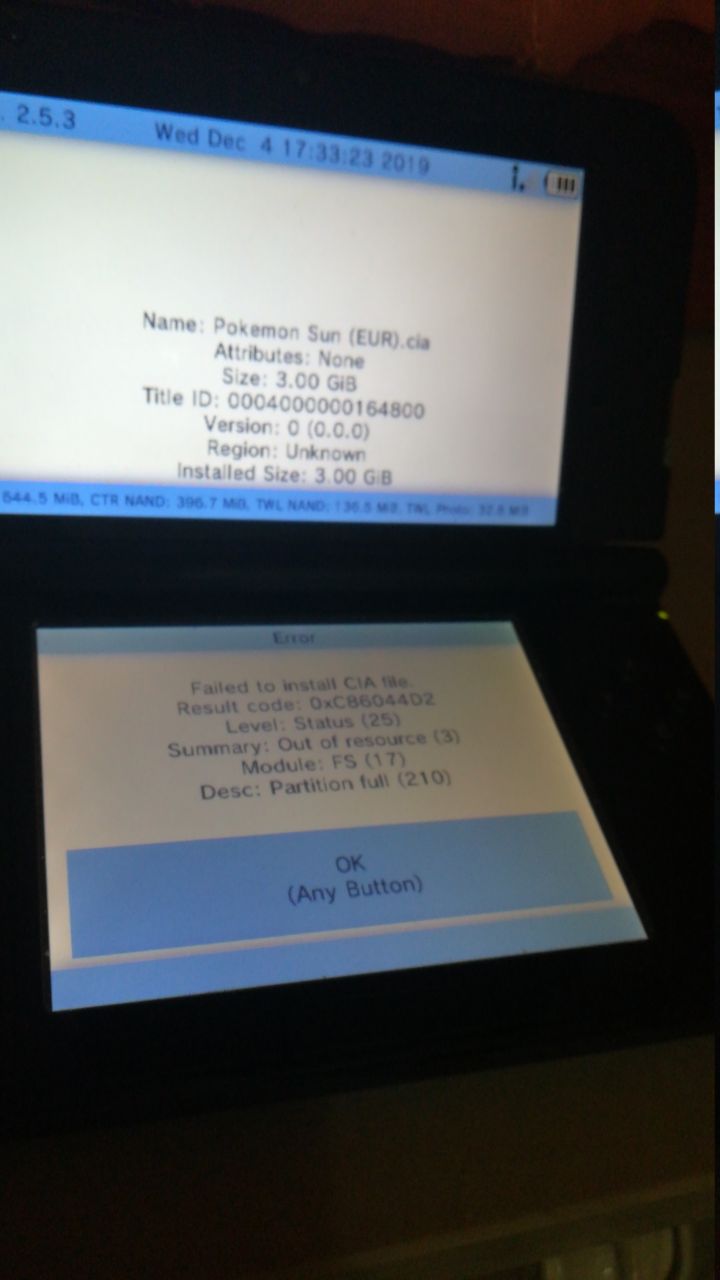 . 2.5.3 Wed Dec 4 17:33:23 2019
Name: Pokemon Sun (EUR).cia
Attributes: None
Size: 3.00 GiB
Title ID: 0004000000164800
Version: 0 (0.0.0)
Region: Unknown
Installed Size: 3.00 GiB
644.5 MiB, CTR NAND: 396.7 MiB, TWL NAND: 136.5 MiB, TWL Photo: 32.6 MiB
Error
Failed to install CIA file.
Result code: 0xC86044D2
Level: Status (25)
Summary: Out of resource (3)
Module: FS (17)
Desc: Partition full (210)
OK
(Any Button)